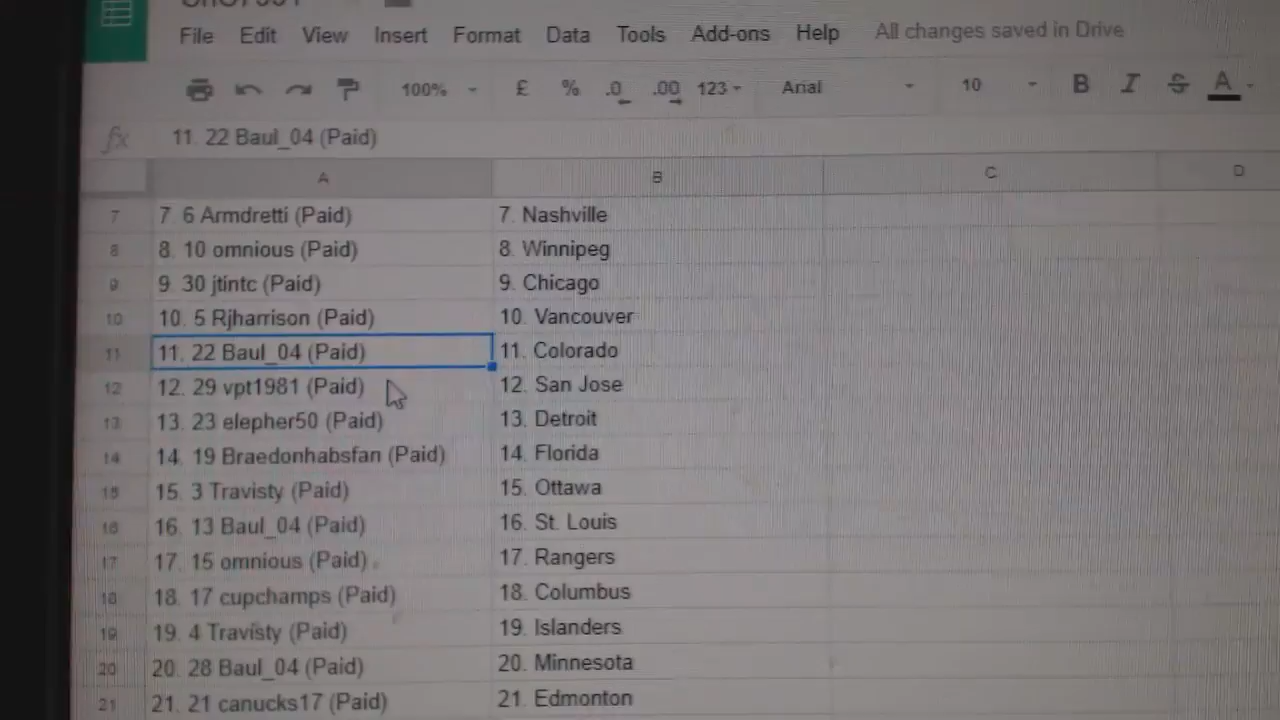 File Edit View Insert Format Data Tools Add-ons Help All changes saved in Drive
100% £ % .0 .00 123 Arial 10 B I S A
fx 11. 22 Baul_04 (Paid)
A B C D
7 7. 6 Armdretti (Paid) 7. Nashville
8 8. 10 omnious (Paid) 8. Winnipeg
9 9. 30 jtintc (Paid) 9. Chicago
10 10. 5 Rjharrison (Paid) 10. Vancouver
11 11. 22 Baul_04 (Paid) 11. Colorado
12 12. 29 vpt1981 (Paid) 12. San Jose
13 13. 23 elepher50 (Paid) 13. Detroit
14 14. 19 Braedonhabsfan (Paid) 14. Florida
15 15. 3 Travisty (Paid) 15. Ottawa
16 16. 13 Baul_04 (Paid) 16. St. Louis
17 17. 15 omnious (Paid) 17. Rangers
18 18. 17 cupchamps (Paid) 18. Columbus
19 19. 4 Travisty (Paid) 19. Islanders
20 20. 28 Baul_04 (Paid) 20. Minnesota
21 21. 21 canucks17 (Paid) 21. Edmonton